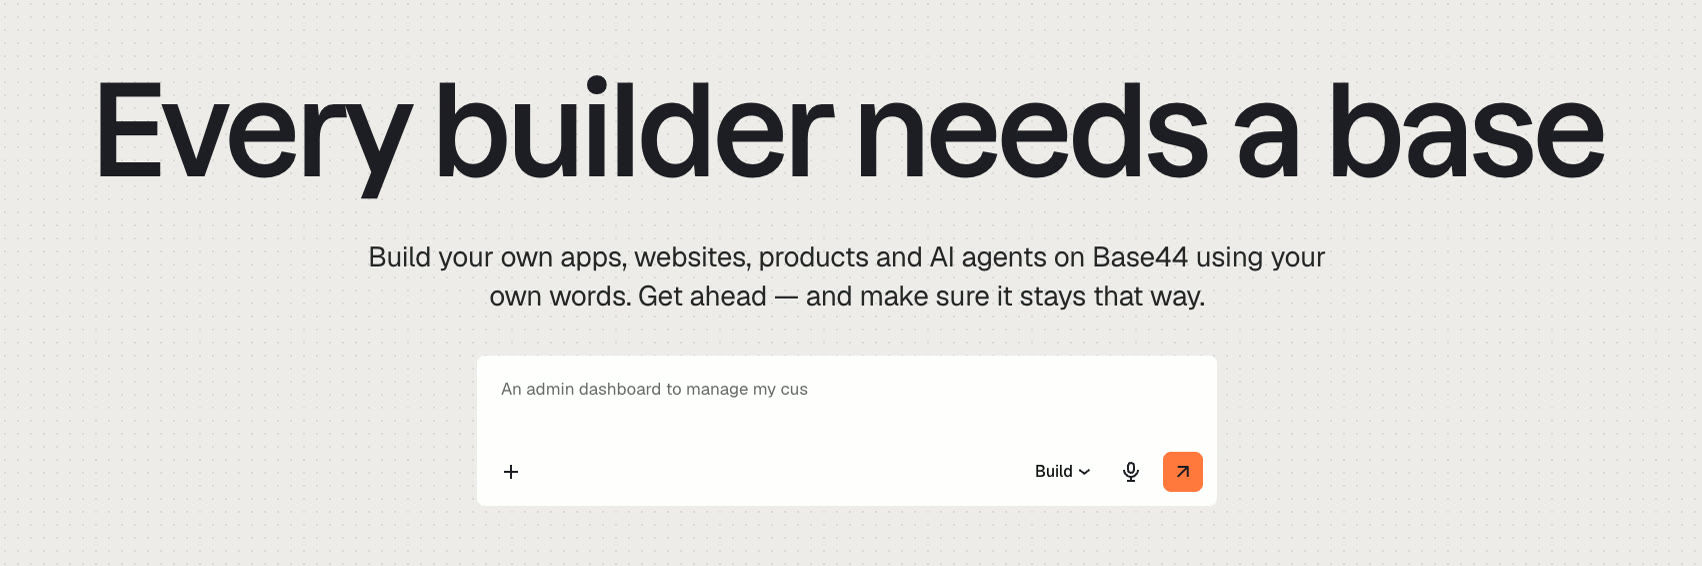 Every builder needs a base
Build your own apps, websites, products and AI agents on Base44 using your
own words. Get ahead — and make sure it stays that way.
An admin dashboard to manage my cus
Build